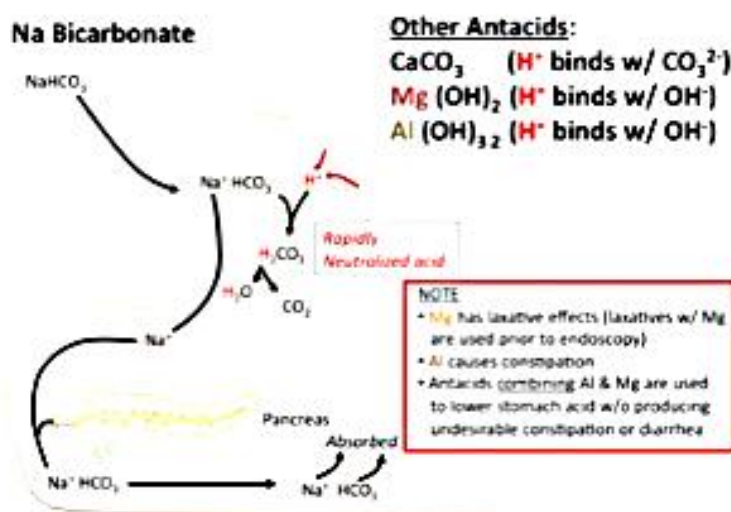 Na Bicarbonate
NaHCO₃
Na⁺ HCO₃
H⁺
H₂CO₃
Rapidly
Neutralized acid
H₂O
CO₂
Na⁺
Pancreas
Absorbed
Na⁺ HCO₃
Na⁺ HCO₃
Other Antacids:
CaCO₃ (H⁺ binds w/ CO₃²⁻)
Mg (OH)₂ (H⁺ binds w/ OH⁻)
Al (OH)₃ ₂ (H⁺ binds w/ OH⁻)
NOTE
• Mg has laxative effects (laxatives w/ Mg
are used prior to endoscopy)
• Al causes constipation
• Antacids combining Al & Mg are used
to lower stomach acid w/o producing
undesirable constipation or diarrhea